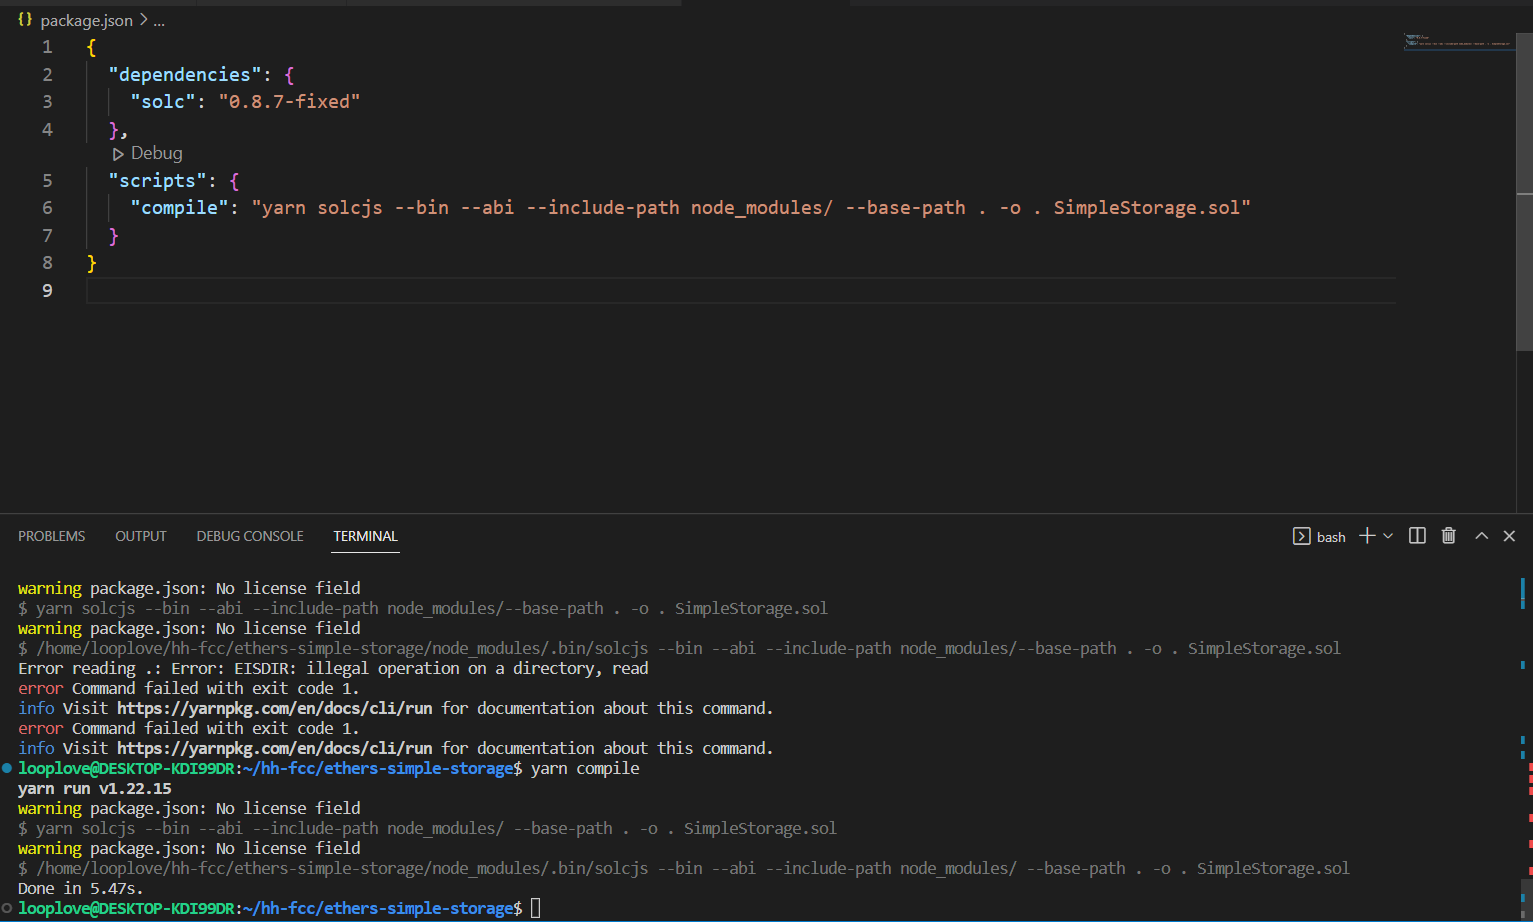 {} package.json > ...
1 {
2 "dependencies": {
3 "solc": "0.8.7-fixed"
4 },
Debug
5 "scripts": {
6 "compile": "yarn solcjs --bin --abi --include-path node_modules/ --base-path . -o . SimpleStorage.sol"
7 }
8 }
9
PROBLEMS OUTPUT DEBUG CONSOLE TERMINAL bash
warning package.json: No license field
$ yarn solcjs --bin --abi --include-path node_modules/--base-path . -o . SimpleStorage.sol
warning package.json: No license field
$ /home/looplove/hh-fcc/ethers-simple-storage/node_modules/.bin/solcjs --bin --abi --include-path node_modules/--base-path . -o . SimpleStorage.sol
Error reading .: Error: EISDIR: illegal operation on a directory, read
error Command failed with exit code 1.
info Visit https://yarnpkg.com/en/docs/cli/run for documentation about this command.
error Command failed with exit code 1.
info Visit https://yarnpkg.com/en/docs/cli/run for documentation about this command.
looplove@DESKTOP-KDI99DR:~/hh-fcc/ethers-simple-storage$ yarn compile
yarn run v1.22.15
warning package.json: No license field
$ yarn solcjs --bin --abi --include-path node_modules/ --base-path . -o . SimpleStorage.sol
warning package.json: No license field
$ /home/looplove/hh-fcc/ethers-simple-storage/node_modules/.bin/solcjs --bin --abi --include-path node_modules/ --base-path . -o . SimpleStorage.sol
Done in 5.47s.
looplove@DESKTOP-KDI99DR:~/hh-fcc/ethers-simple-storage$